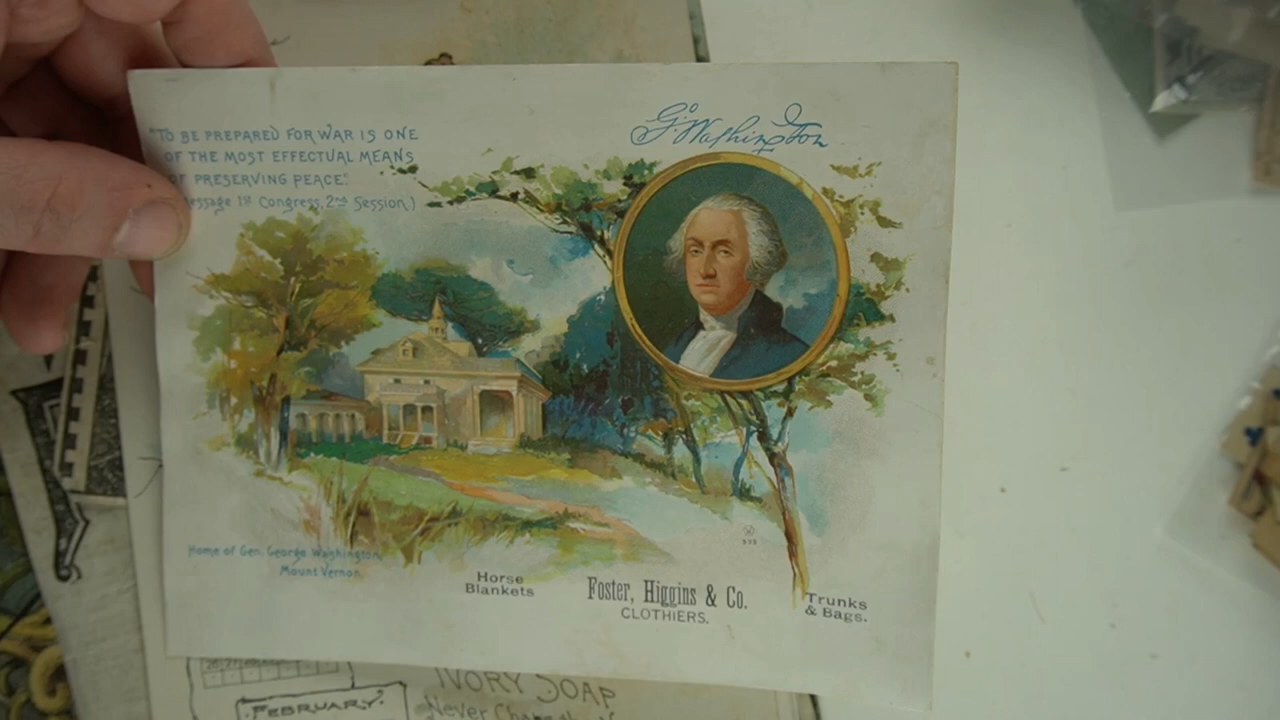 "TO BE PREPARED FOR WAR IS ONE
OF THE MOST EFFECTUAL MEANS
OF PRESERVING PEACE."
essage 1st Congress, 2nd Session.)
Go Washington
Home of Gen. George Washington,
Mount Vernon.
Horse
Blankets
Foster, Higgins & Co.
CLOTHIERS.
Trunks
& Bags.
IVORY SOAP
FEBRUARY
Never